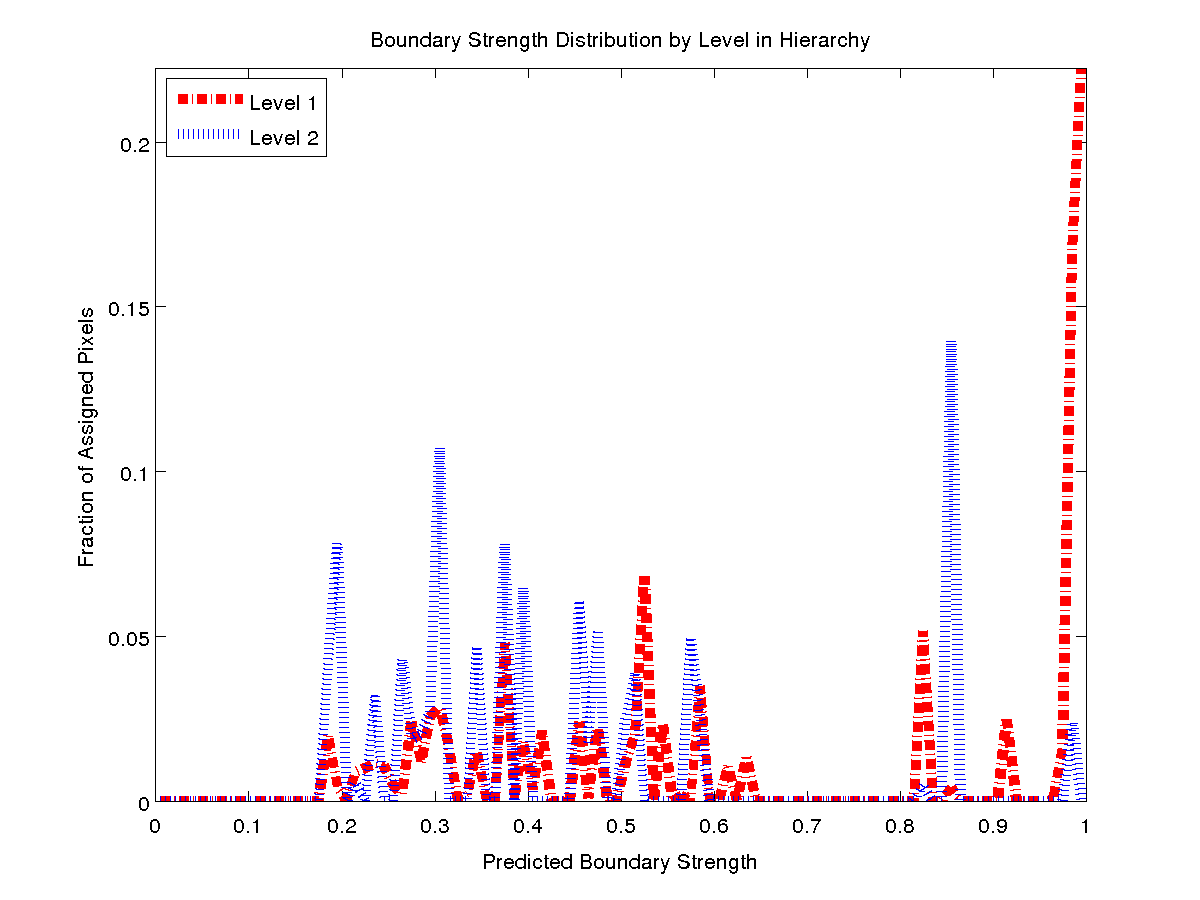 Boundary Strength Distribution by Level in Hierarchy
Level 1
Level 2
0.2
0.15
0.1
0.05
0
Fraction of Assigned Pixels
0 0.1 0.2 0.3 0.4 0.5 0.6 0.7 0.8 0.9 1
Predicted Boundary Strength